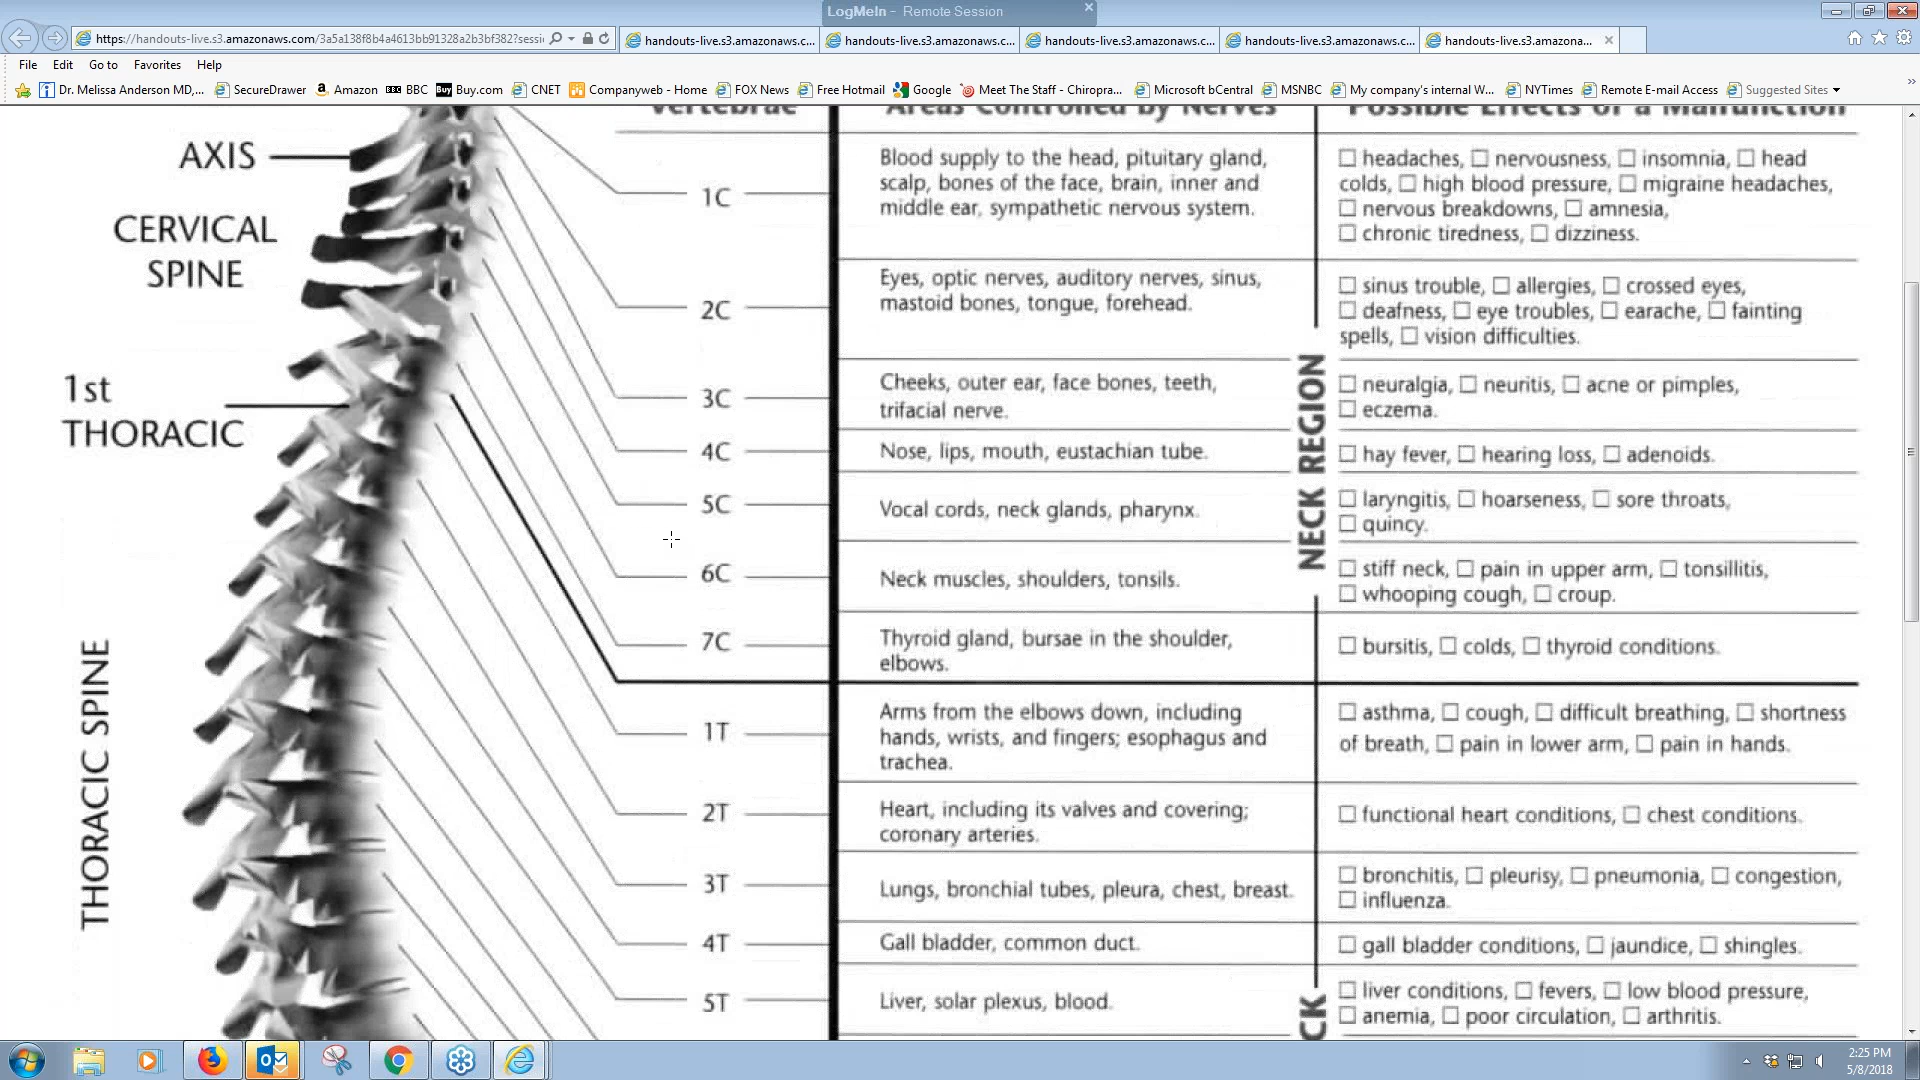 LogMeIn - Remote Session
https://handouts-live.s3.amazonaws.com/3a5a138f8b4a4613bb91328a2b3bf382?sessi
handouts-live.s3.amazonaws.c...
handouts-live.s3.amazonaws.c...
handouts-live.s3.amazonaws.c...
handouts-live.s3.amazonaws.c...
handouts-live.s3.amazona...
File Edit Go to Favorites Help
Dr. Melissa Anderson MD,... SecureDrawer Amazon BBC BBC Buy Buy.com CNET Companyweb - Home FOX News Free Hotmail Google Meet The Staff - Chiropra... Microsoft bCentral MSNBC My company's internal W... NYTimes Remote E-mail Access Suggested Sites
Vertebrae Areas Controlled by Nerves Possible Effects of a Malfunction
AXIS
CERVICAL
SPINE
1st
THORACIC
THORACIC SPINE
1C
Blood supply to the head, pituitary gland,
scalp, bones of the face, brain, inner and
middle ear, sympathetic nervous system.
headaches, nervousness, insomnia, head
colds, high blood pressure, migraine headaches,
nervous breakdowns, amnesia,
chronic tiredness, dizziness.
2C
Eyes, optic nerves, auditory nerves, sinus,
mastoid bones, tongue, forehead.
sinus trouble, allergies, crossed eyes,
deafness, eye troubles, earache, fainting
spells, vision difficulties.
3C
Cheeks, outer ear, face bones, teeth,
trifacial nerve.
neuralgia, neuritis, acne or pimples,
eczema.
4C
Nose, lips, mouth, eustachian tube.
hay fever, hearing loss, adenoids.
5C
Vocal cords, neck glands, pharynx.
laryngitis, hoarseness, sore throats,
quincy.
6C
Neck muscles, shoulders, tonsils.
stiff neck, pain in upper arm, tonsillitis,
whooping cough, croup.
7C
Thyroid gland, bursae in the shoulder,
elbows.
bursitis, colds, thyroid conditions.
NECK REGION
1T
Arms from the elbows down, including
hands, wrists, and fingers; esophagus and
trachea.
asthma, cough, difficult breathing, shortness
of breath, pain in lower arm, pain in hands.
2T
Heart, including its valves and covering;
coronary arteries.
functional heart conditions, chest conditions.
3T
Lungs, bronchial tubes, pleura, chest, breast.
bronchitis, pleurisy, pneumonia, congestion,
influenza.
4T
Gall bladder, common duct.
gall bladder conditions, jaundice, shingles.
5T
Liver, solar plexus, blood.
liver conditions, fevers, low blood pressure,
anemia, poor circulation, arthritis.
CK
2:25 PM
5/8/2018